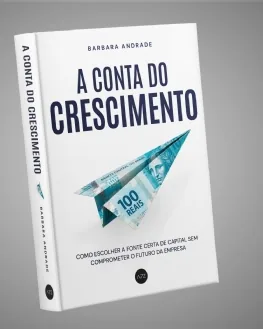 BARBARA ANDRADE
A CONTA DO
CRESCIMENTO
100
REAIS
COMO ESCOLHER A FONTE CERTA DE CAPITAL SEM
COMPROMETER O FUTURO DA EMPRESA
A CONTA DO CRESCIMENTO
BARBARA ANDRADE